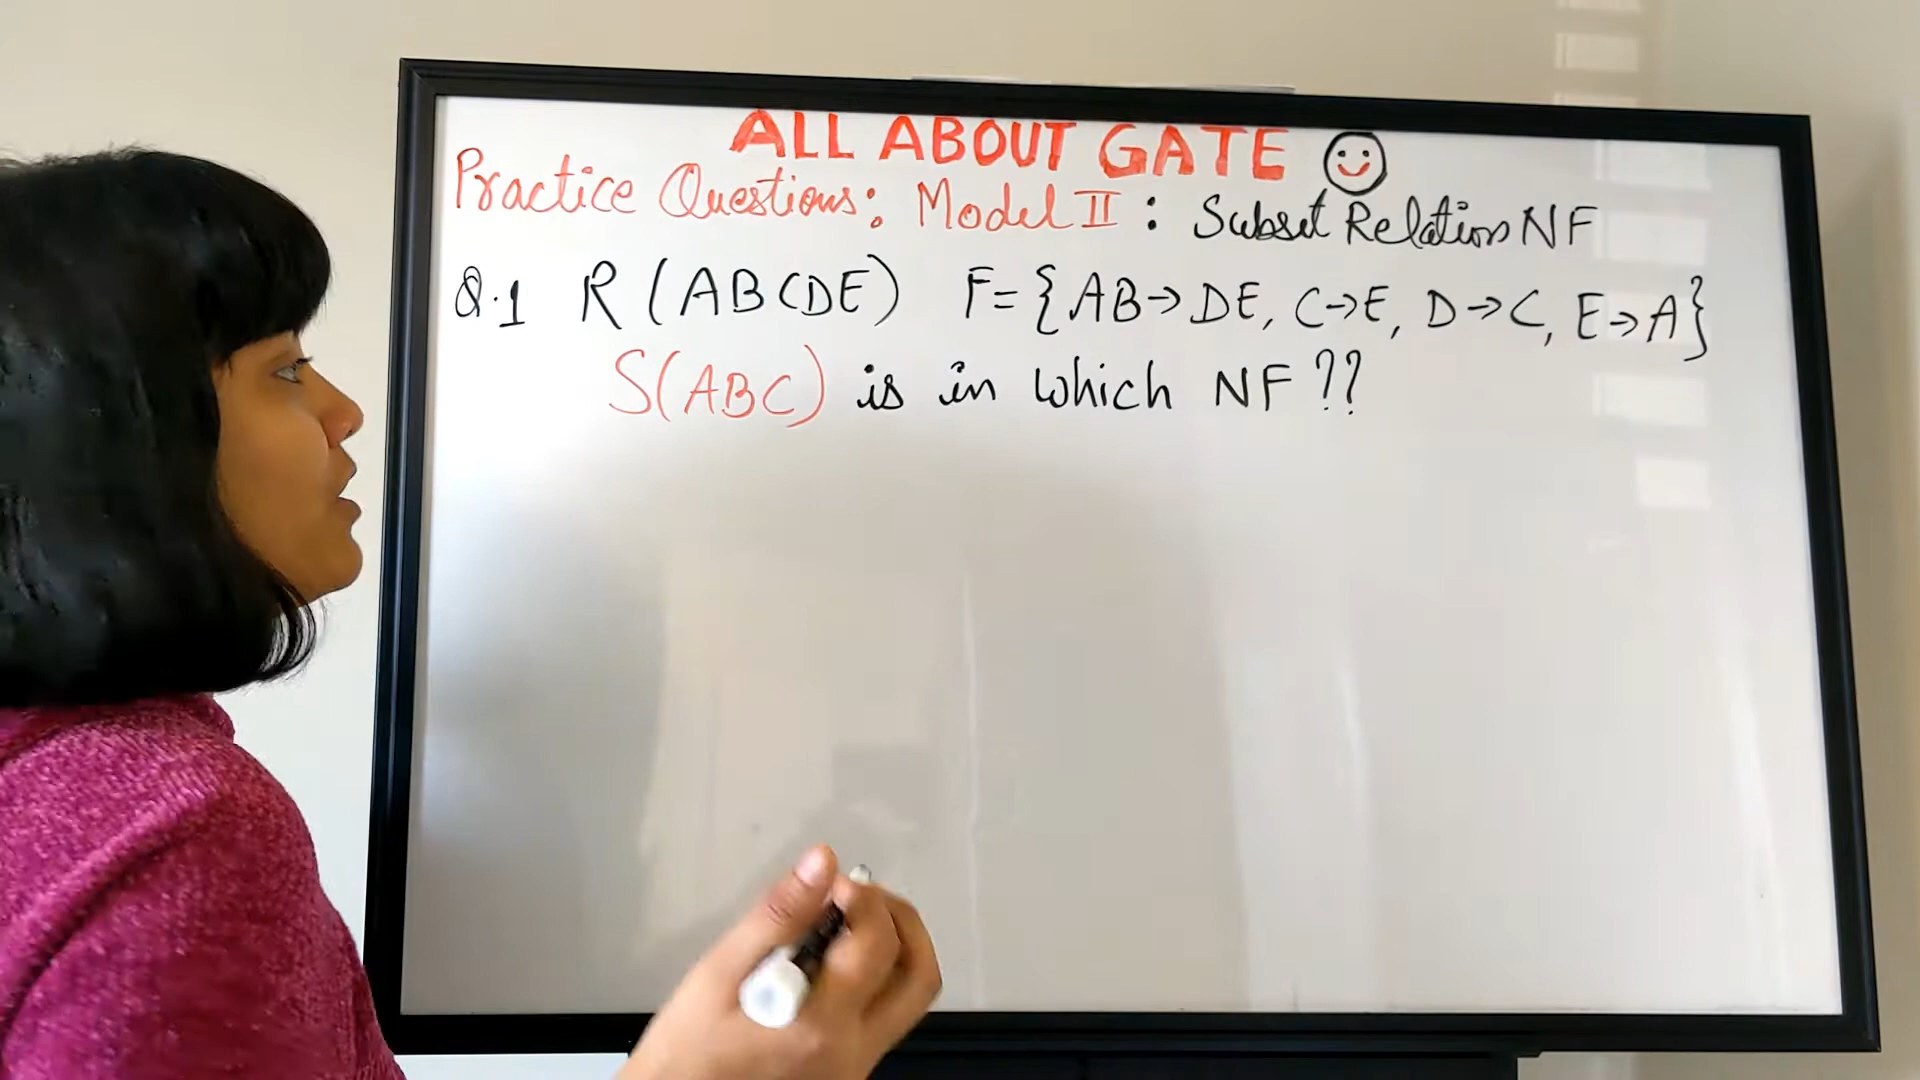 ALL ABOUT GATE
Practice Questions: Model II : Subset Relation NF
Q.1 R (ABCDE) F= {AB→DE, C→E, D→C, E→A}
S(ABC) is in which NF ??